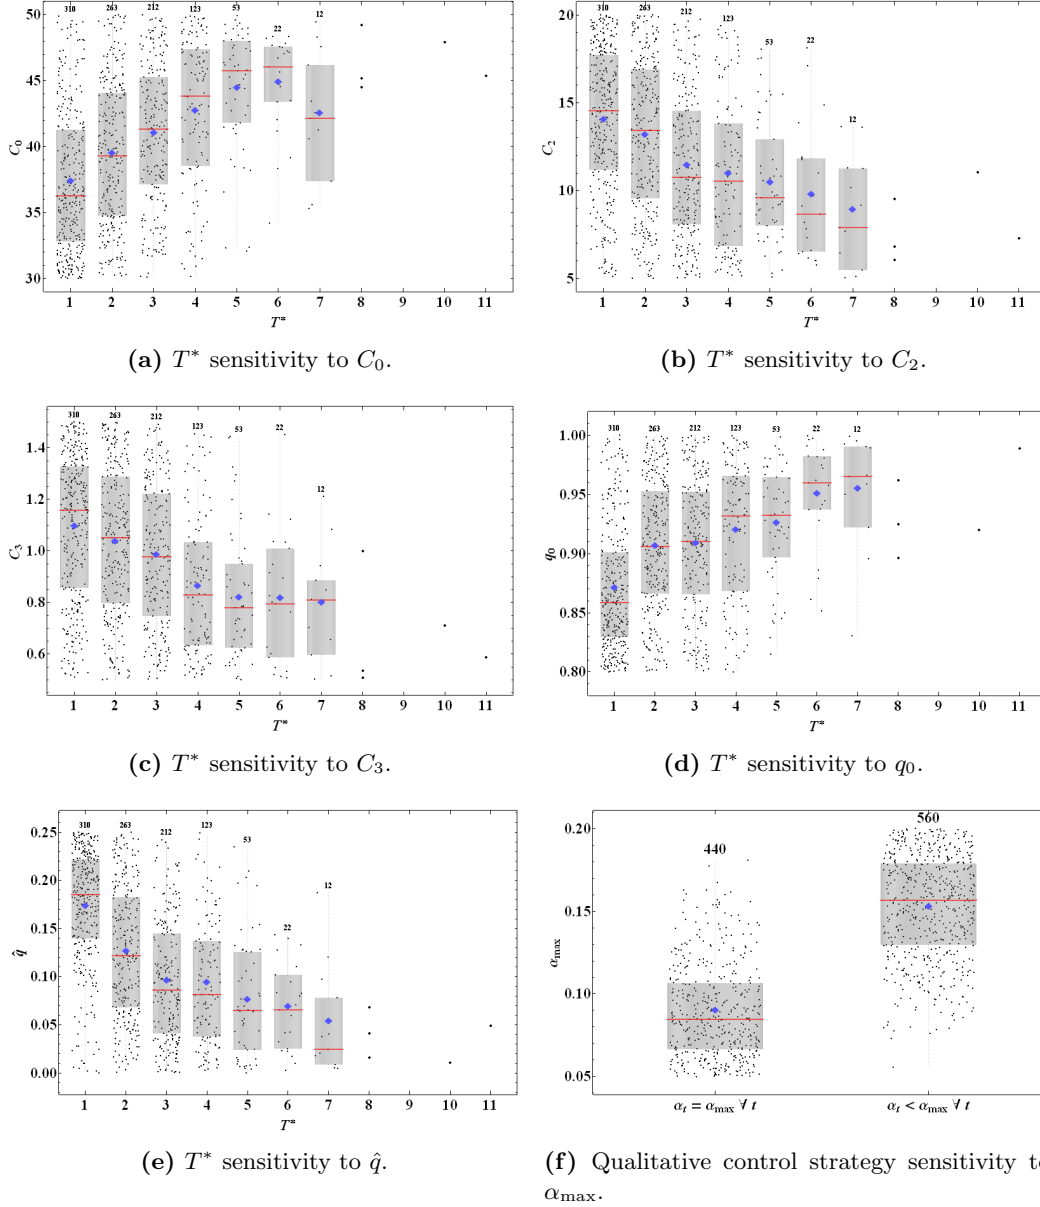 310 263 212 123 53 22 12
50
45
40
35
30
C0
1 2 3 4 5 6 7 8 9 10 11
T*
(a) T* sensitivity to C0.
310 263 212 123 53 22 12
20
15
10
5
C2
1 2 3 4 5 6 7 8 9 10 11
T*
(b) T* sensitivity to C2.
310 263 212 123 53 22 12
1.4
1.2
1.0
0.8
0.6
C3
1 2 3 4 5 6 7 8 9 10 11
T*
(c) T* sensitivity to C3.
310 263 212 123 53 22 12
1.00
0.95
0.90
0.85
0.80
q0
1 2 3 4 5 6 7 8 9 10 11
T*
(d) T* sensitivity to q0.
310 263 212 123 53 22 12
0.25
0.20
0.15
0.10
0.05
0.00
q̂
1 2 3 4 5 6 7 8 9 10 11
T*
(e) T* sensitivity to q̂.
440 560
0.20
0.15
0.10
0.05
αmax
αt = αmax ∀ t αt < αmax ∀ t
(f) Qualitative control strategy sensitivity to
αmax.